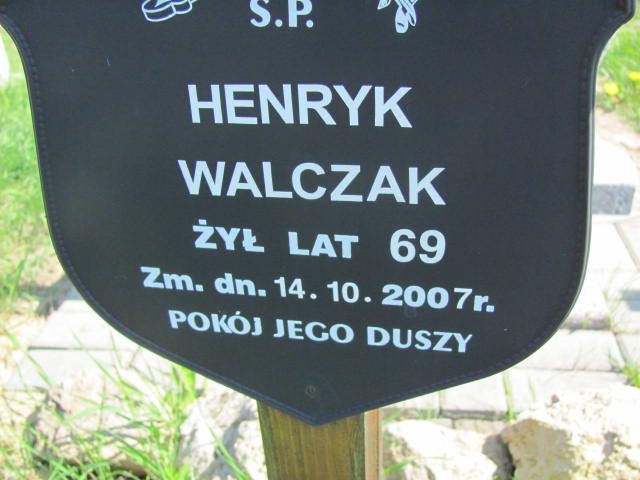 S.P.
HENRYK
WALCZAK
ŻYŁ LAT 69
Zm. dn. 14. 10. 2007r.
POKÓJ JEGO DUSZY